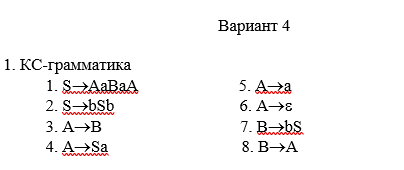 Вариант 4
1. КС-грамматика
1. S→AaBaA
2. S→bSb
3. A→B
4. A→Sa
5. A→a
6. A→ε
7. B→bS
8. B→A